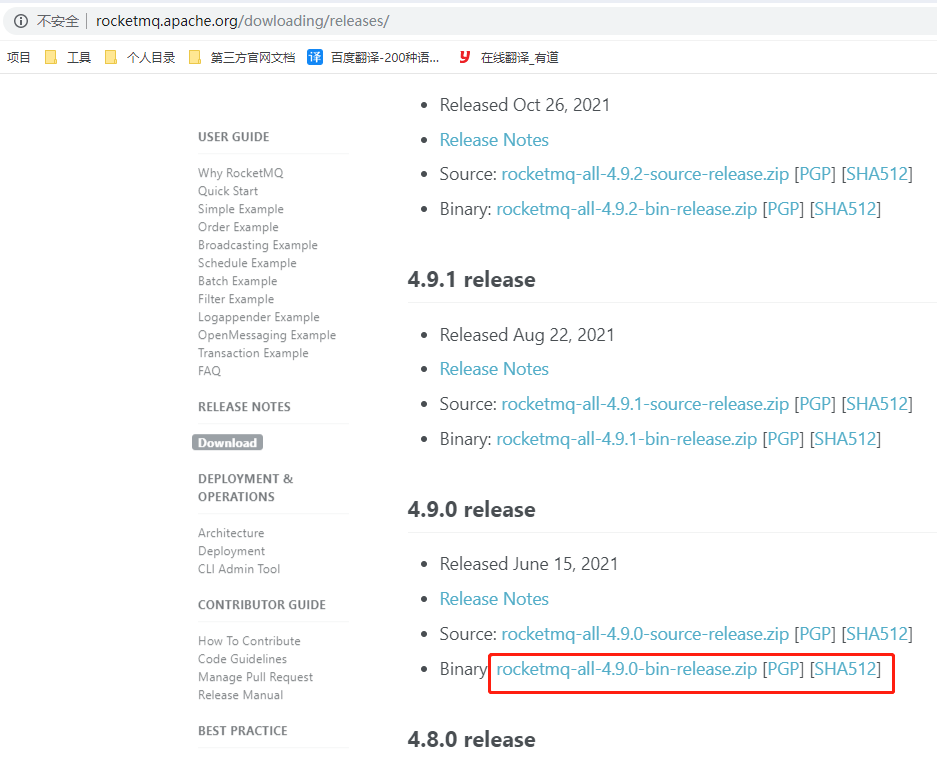 不安全 | rocketmq.apache.org/dowloading/releases/
项目 工具 个人目录 第三方官网文档 译 百度翻译-200种语... y 在线翻译_有道
USER GUIDE
Why RocketMQ
Quick Start
Simple Example
Order Example
Broadcasting Example
Schedule Example
Batch Example
Filter Example
Logappender Example
OpenMessaging Example
Transaction Example
FAQ
RELEASE NOTES
Download
DEPLOYMENT &
OPERATIONS
Architecture
Deployment
CLI Admin Tool
CONTRIBUTOR GUIDE
How To Contribute
Code Guidelines
Manage Pull Request
Release Manual
BEST PRACTICE
Released Oct 26, 2021
Release Notes
Source: rocketmq-all-4.9.2-source-release.zip [PGP] [SHA512]
Binary: rocketmq-all-4.9.2-bin-release.zip [PGP] [SHA512]
4.9.1 release
Released Aug 22, 2021
Release Notes
Source: rocketmq-all-4.9.1-source-release.zip [PGP] [SHA512]
Binary: rocketmq-all-4.9.1-bin-release.zip [PGP] [SHA512]
4.9.0 release
Released June 15, 2021
Release Notes
Source: rocketmq-all-4.9.0-source-release.zip [PGP] [SHA512]
Binary rocketmq-all-4.9.0-bin-release.zip [PGP] [SHA512]
4.8.0 release